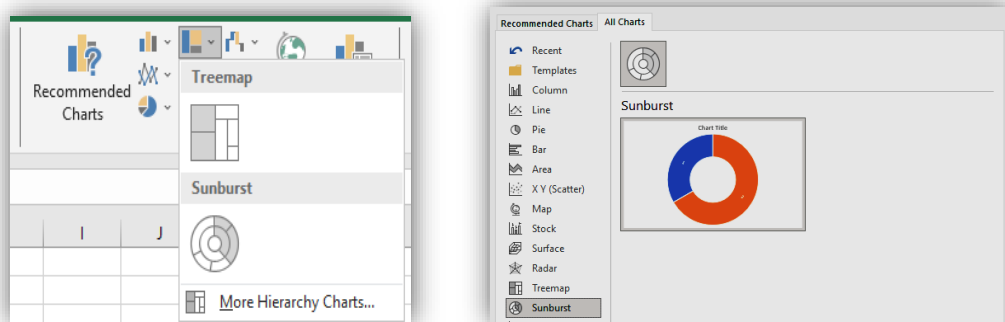 Recommended
Charts
Treemap
Sunburst
More Hierarchy Charts...
I J
Recommended Charts All Charts
Recent
Templates
Column
Line
Pie
Bar
Area
X Y (Scatter)
Map
Stock
Surface
Radar
Treemap
Sunburst
Sunburst
Chart Title